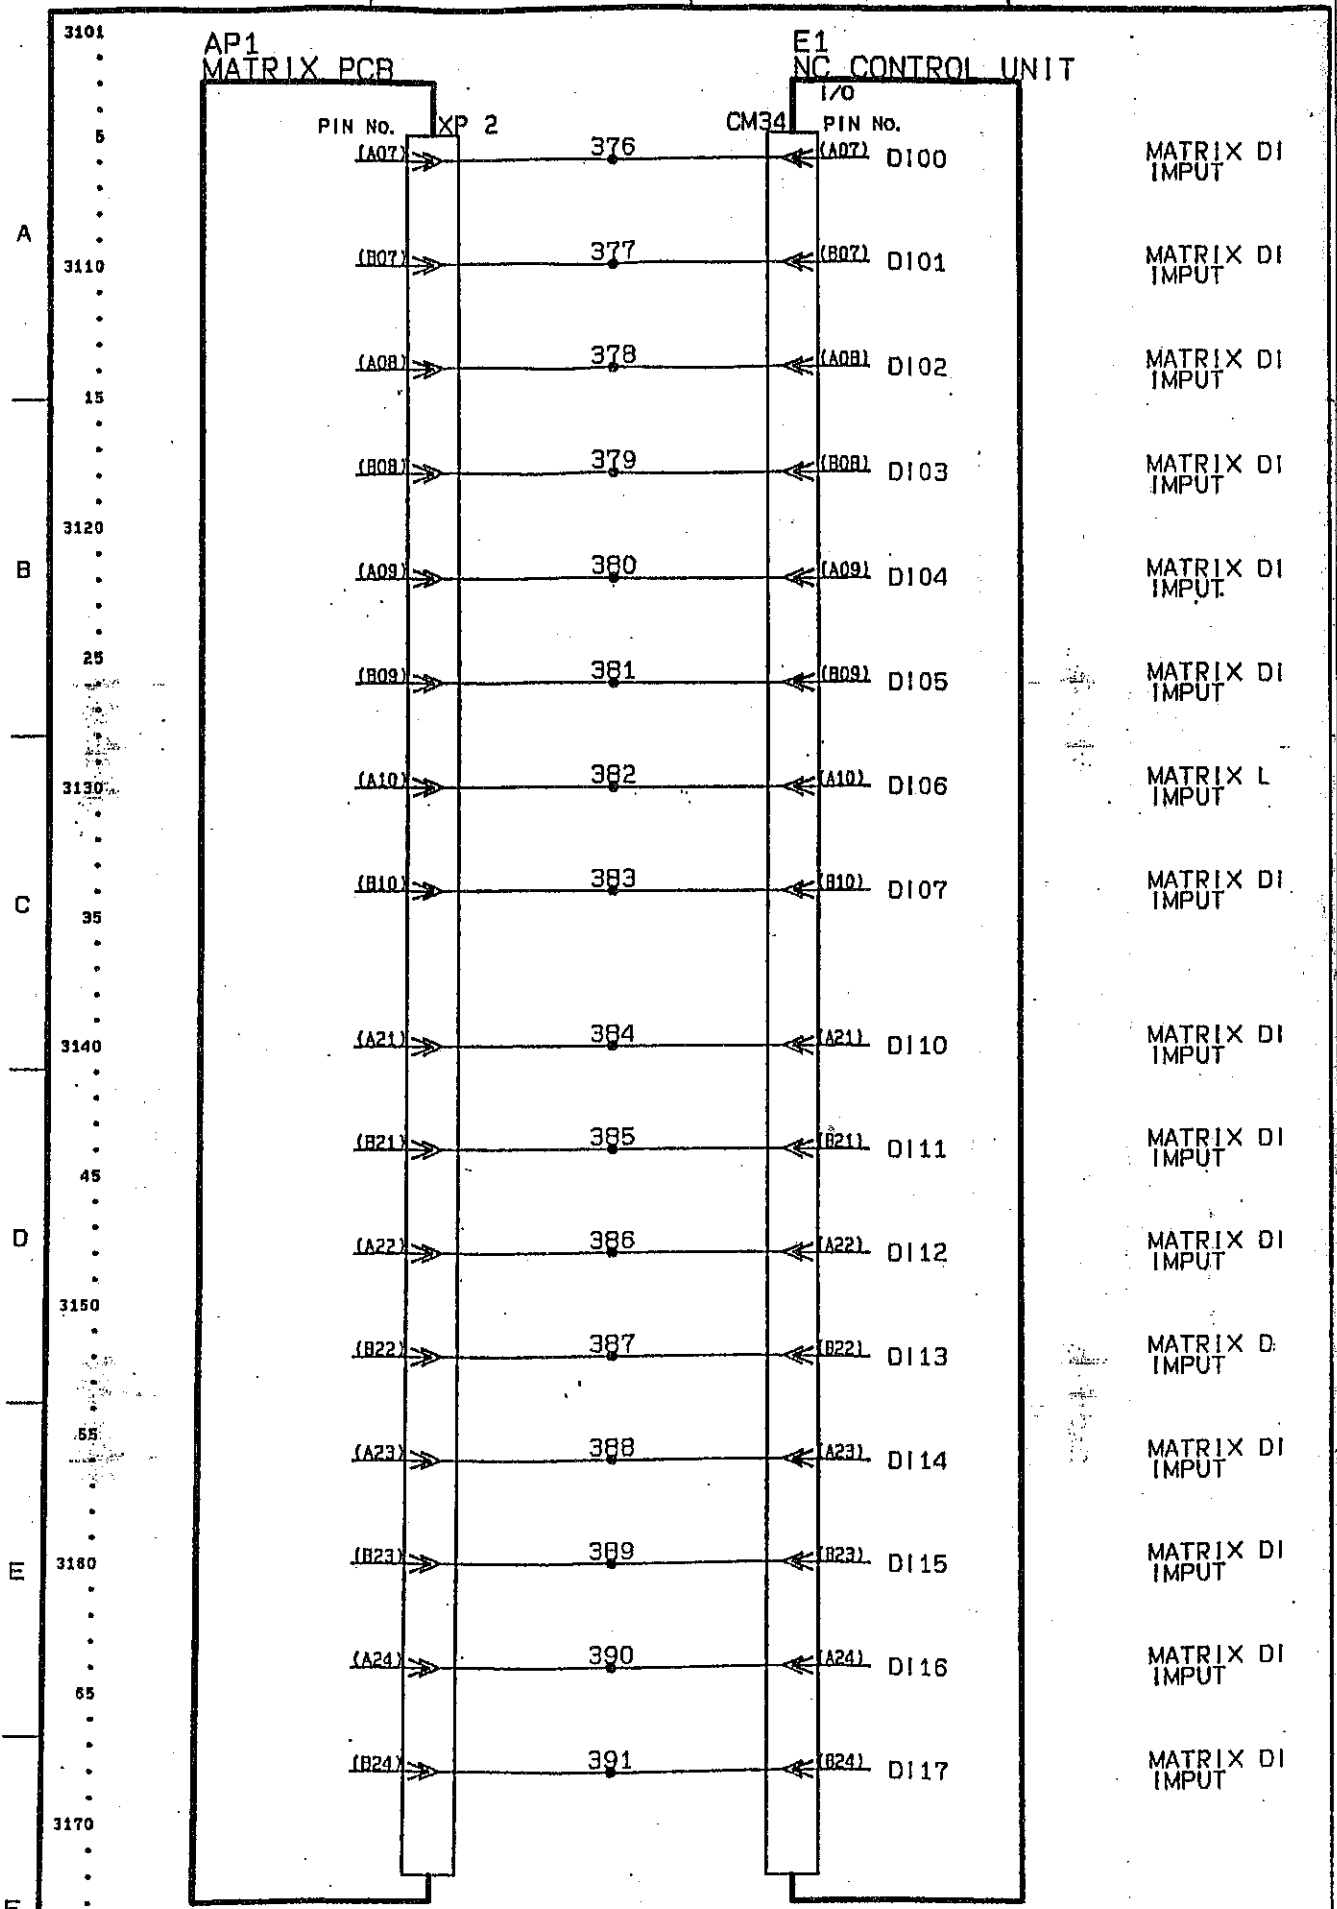 3101
AP1
MATRIX PCB
E1
NC CONTROL UNIT
I/O
PIN NO.
XP 2
CM34
PIN NO.
5
(A07)
376
(A07)
DI00
MATRIX DI
IMPUT
A
3110
(B07)
377
(B07)
DI01
MATRIX DI
IMPUT
(A08)
378
(A08)
DI02
MATRIX DI
IMPUT
15
(B08)
379
(B08)
DI03
MATRIX DI
IMPUT
3120
B
(A09)
380
(A09)
DI04
MATRIX DI
IMPUT
25
(B09)
381
(B09)
DI05
MATRIX DI
IMPUT
3130
(A10)
382
(A10)
DI06
MATRIX L
IMPUT
(B10)
383
(B10)
DI07
MATRIX DI
IMPUT
C
35
3140
(A21)
384
(A21)
DI10
MATRIX DI
IMPUT
(B21)
385
(B21)
DI11
MATRIX DI
IMPUT
45
D
(A22)
386
(A22)
DI12
MATRIX DI
IMPUT
3150
(B22)
387
(B22)
DI13
MATRIX D
IMPUT
55
(A23)
388
(A23)
DI14
MATRIX DI
IMPUT
E
3160
(B23)
389
(B23)
DI15
MATRIX DI
IMPUT
(A24)
390
(A24)
DI16
MATRIX DI
IMPUT
65
(B24)
391
(B24)
DI17
MATRIX DI
IMPUT
3170